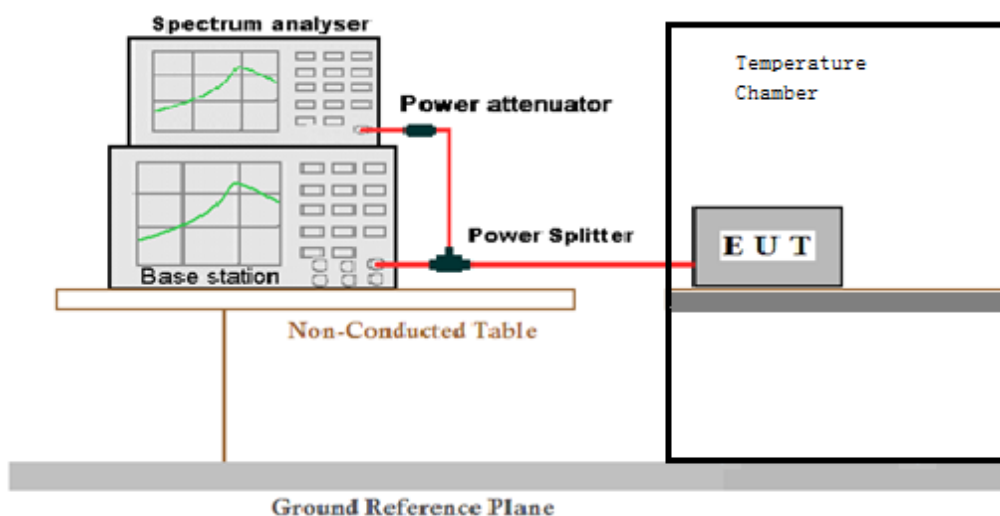 Spectrum analyser
Temperature
Chamber
Power attenuator
Power Splitter
E U T
Base station
Non-Conducted Table
Ground Reference Plane